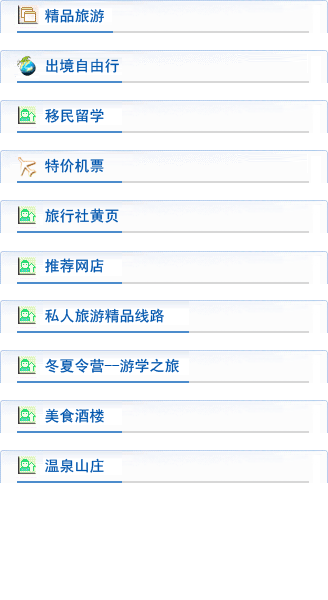 精品旅游
出境自由行
移民留学
特价机票
旅行社黄页
推荐网店
私人旅游精品线路
冬夏令营--游学之旅
美食酒楼
温泉山庄